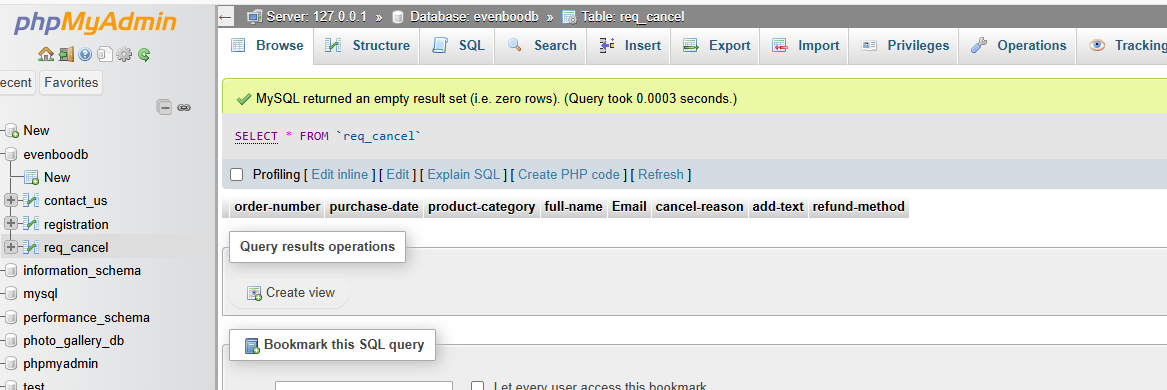 phpMyAdmin
ecent
Favorites
New
evenboodb
New
contact_us
registration
req_cancel
information_schema
mysql
performance_schema
photo_gallery_db
phpmyadmin
test
Server: 127.0.0.1 » Database: evenboodb » Table: req_cancel
Browse Structure SQL Search Insert Export Import Privileges Operations Tracking
MySQL returned an empty result set (i.e. zero rows). (Query took 0.0003 seconds.)
SELECT * FROM `req_cancel`
Profiling [ Edit inline ] [ Edit ] [ Explain SQL ] [ Create PHP code ] [ Refresh ]
order-number purchase-date product-category full-name Email cancel-reason add-text refund-method
Query results operations
Create view
Bookmark this SQL query
Let every user access this bookmark